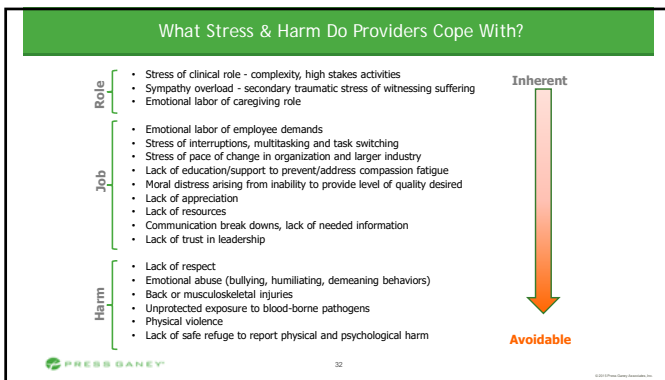 What Stress & Harm Do Providers Cope With?
Role
• Stress of clinical role - complexity, high stakes activities
• Sympathy overload - secondary traumatic stress of witnessing suffering
• Emotional labor of caregiving role
Inherent
Job
• Emotional labor of employee demands
• Stress of interruptions, multitasking and task switching
• Stress of pace of change in organization and larger industry
• Lack of education/support to prevent/address compassion fatigue
• Moral distress arising from inability to provide level of quality desired
• Lack of appreciation
• Lack of resources
• Communication break downs, lack of needed information
• Lack of trust in leadership
Harm
• Lack of respect
• Emotional abuse (bullying, humiliating, demeaning behaviors)
• Back or musculoskeletal injuries
• Unprotected exposure to blood-borne pathogens
• Physical violence
• Lack of safe refuge to report physical and psychological harm
Avoidable
PRESS GANEY
32
Press Ganey Associates, Inc.